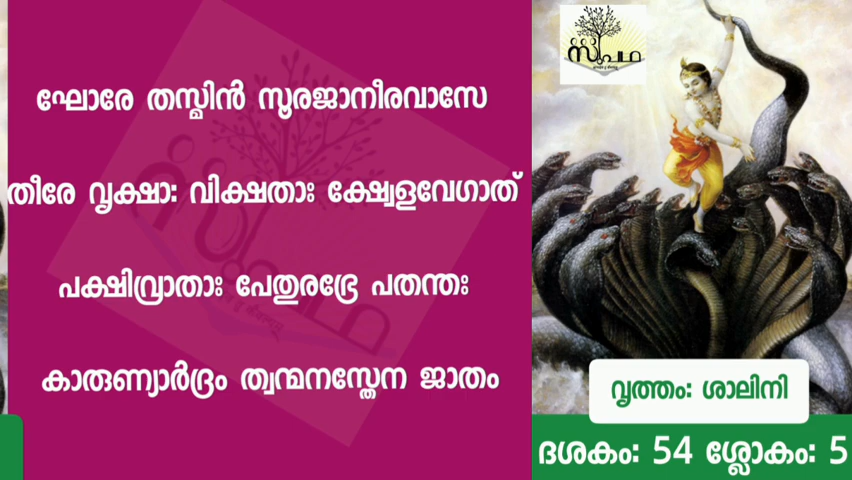 ഘോരേ തസ്മിൻ സൂരജാനീരവാസേ
തീരേ വൃക്ഷാഃ വിക്ഷതാഃ ക്ഷ്വേളവേഗാത്
പക്ഷിവ്രാതാഃ പേതുരഭ്രേ പതന്തഃ
കാരുണ്യാർദ്രം ത്വന്മനസ്തേന ജാതം
വൃത്തം: ശാലിനി
ദശകം: 54 ശ്ലോകം: 5